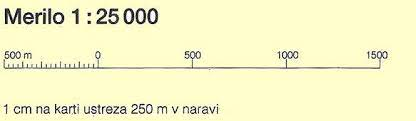 Merilo 1 : 25 000
500 m 0 500 1000 1500
1 cm na karti ustreza 250 m v naravi